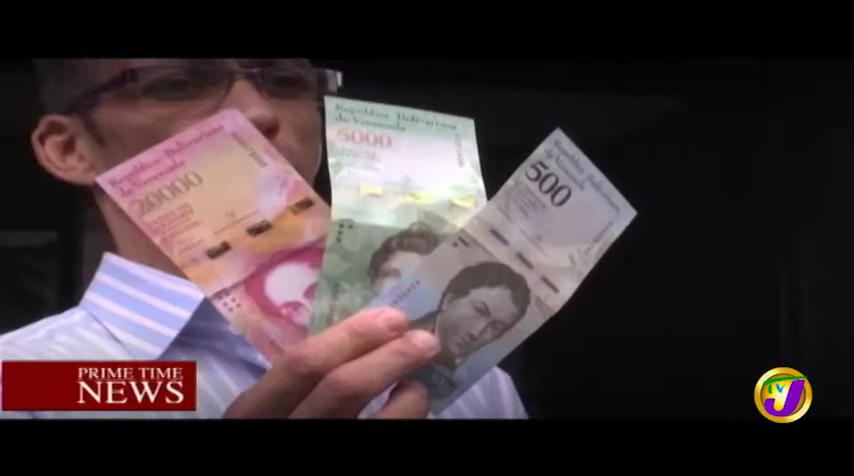 República Bolivariana
de Venezuela
20000
República Bolivariana
de Venezuela
5000
República Bolivariana
de Venezuela
500
PRIME TIME
NEWS
TVJ